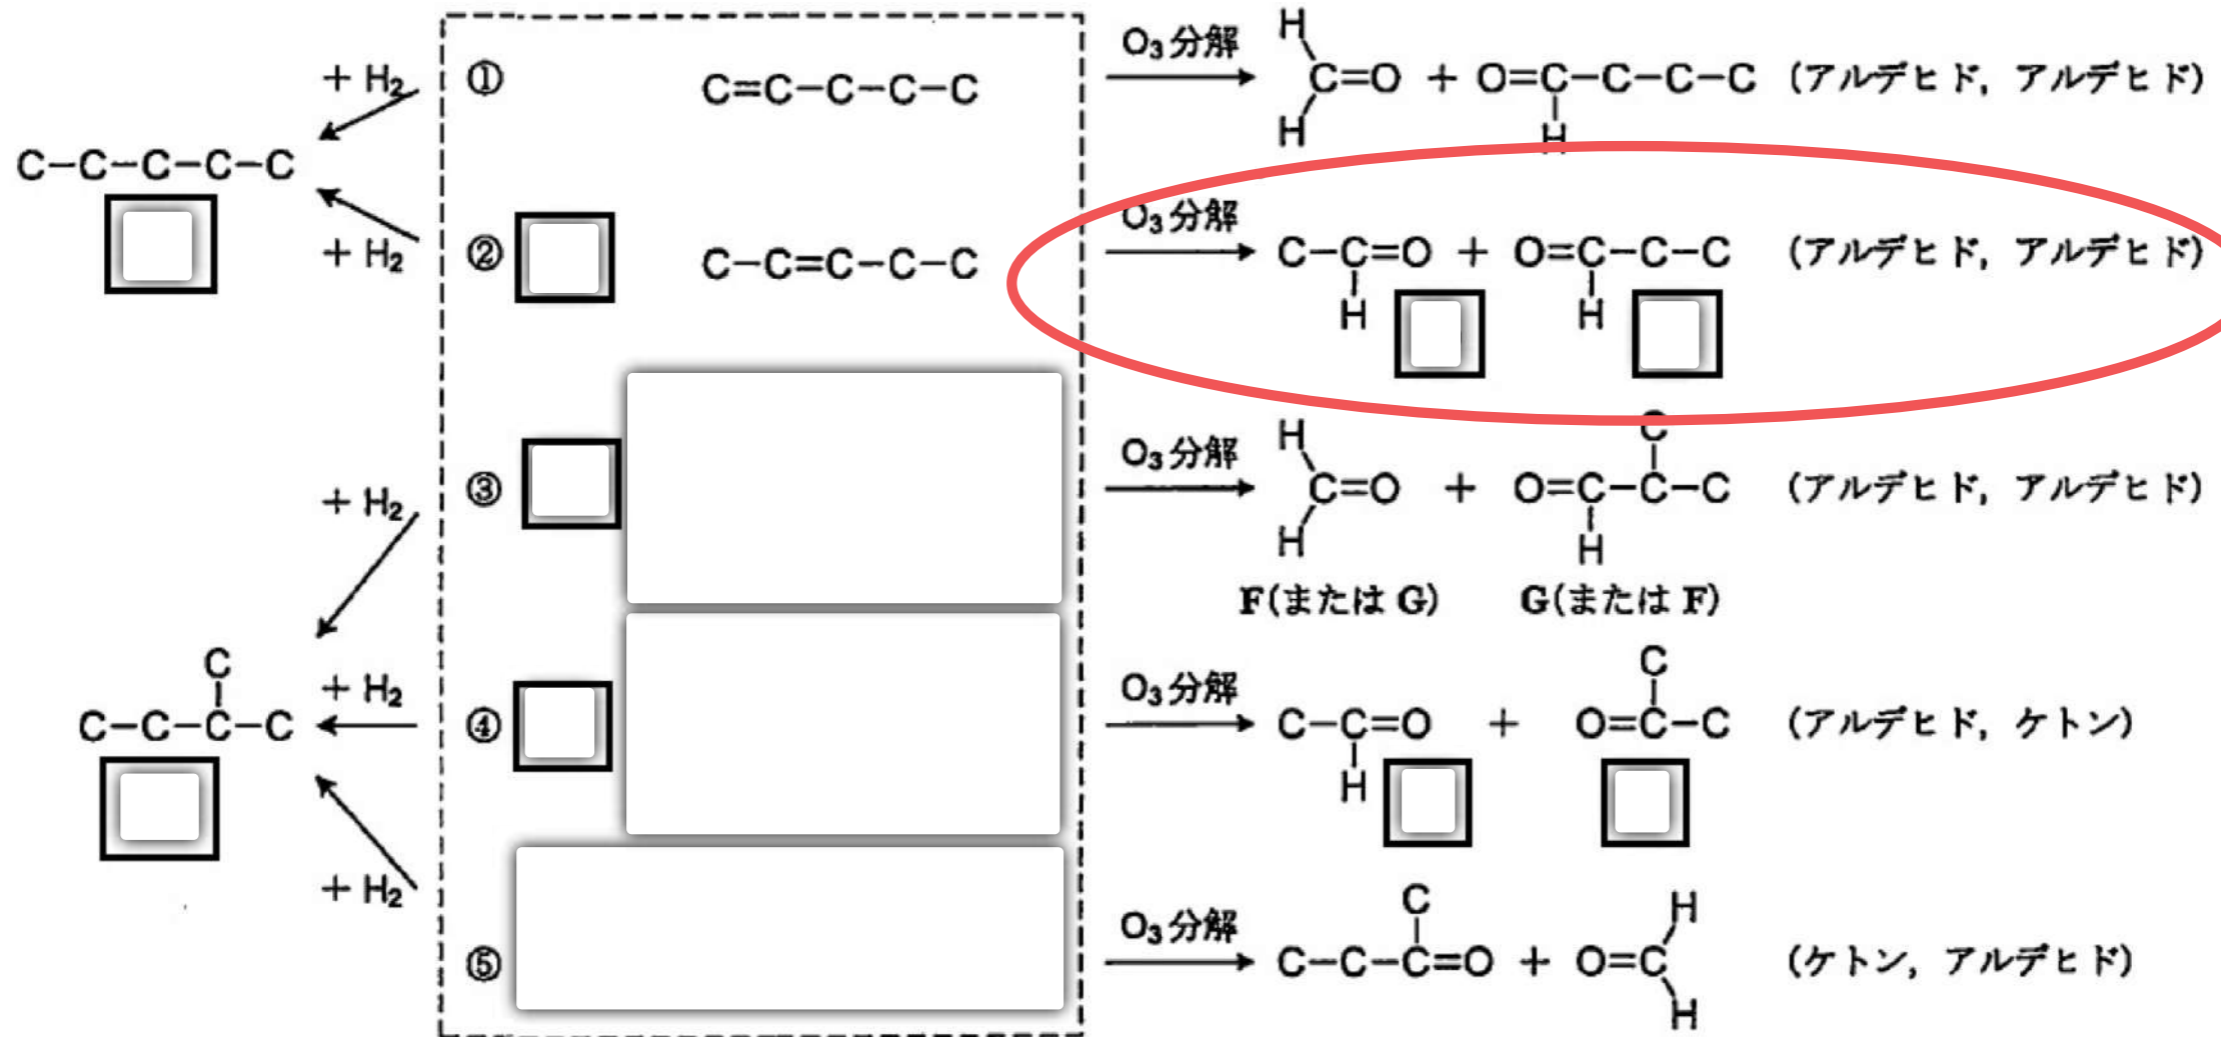 + H₂ ① C=C-C-C-C O₃分解 H H C=O + O=C-C-C-C H (アルデヒド, アルデヒド)
C-C-C-C-C
+ H₂ ② C-C=C-C-C O₃分解 C-C=O H + O=C-C-C H (アルデヒド, アルデヒド)
+ H₂ ③ O₃分解 H H C=O + O=C-C-C H C (アルデヒド, アルデヒド)
F(または G) G(または F)
C-C-C-C C + H₂ ④ O₃分解 C-C=O H + O=C-C C (アルデヒド, ケトン)
+ H₂ ⑤ O₃分解 C-C-C=O C + O=C H H (ケトン, アルデヒド)